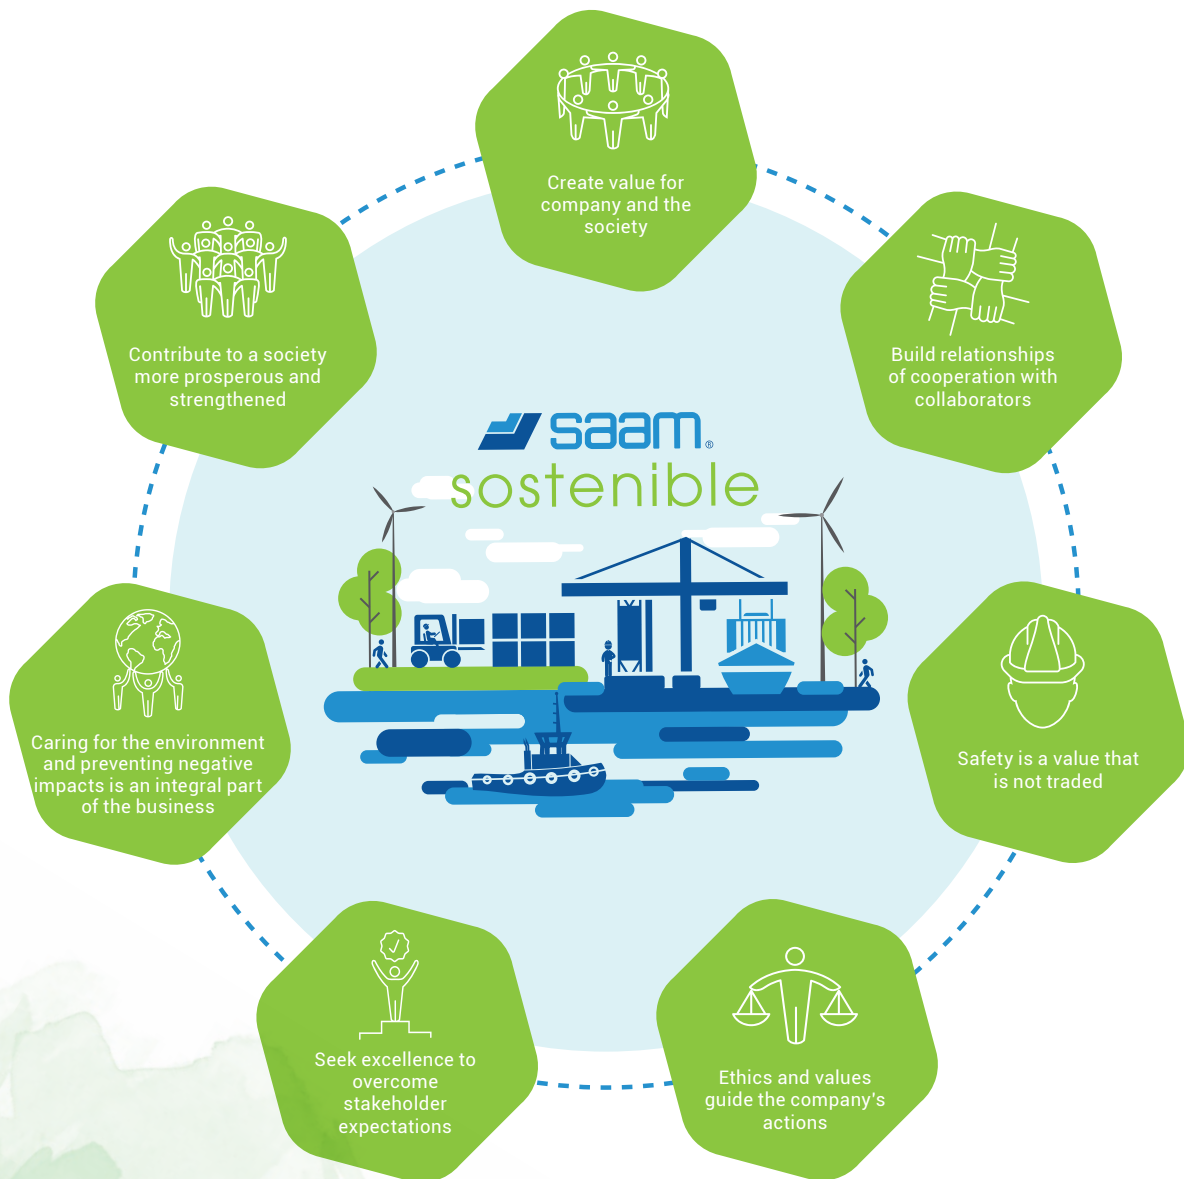 Create value for
company and the
society
Contribute to a society
more prosperous and
strengthened
Build relationships
of cooperation with
collaborators
saam®
sostenible
Caring for the environment
and preventing negative
impacts is an integral part
of the business
Safety is a value that
is not traded
Seek excellence to
overcome
stakeholder
expectations
Ethics and values
guide the company's
actions